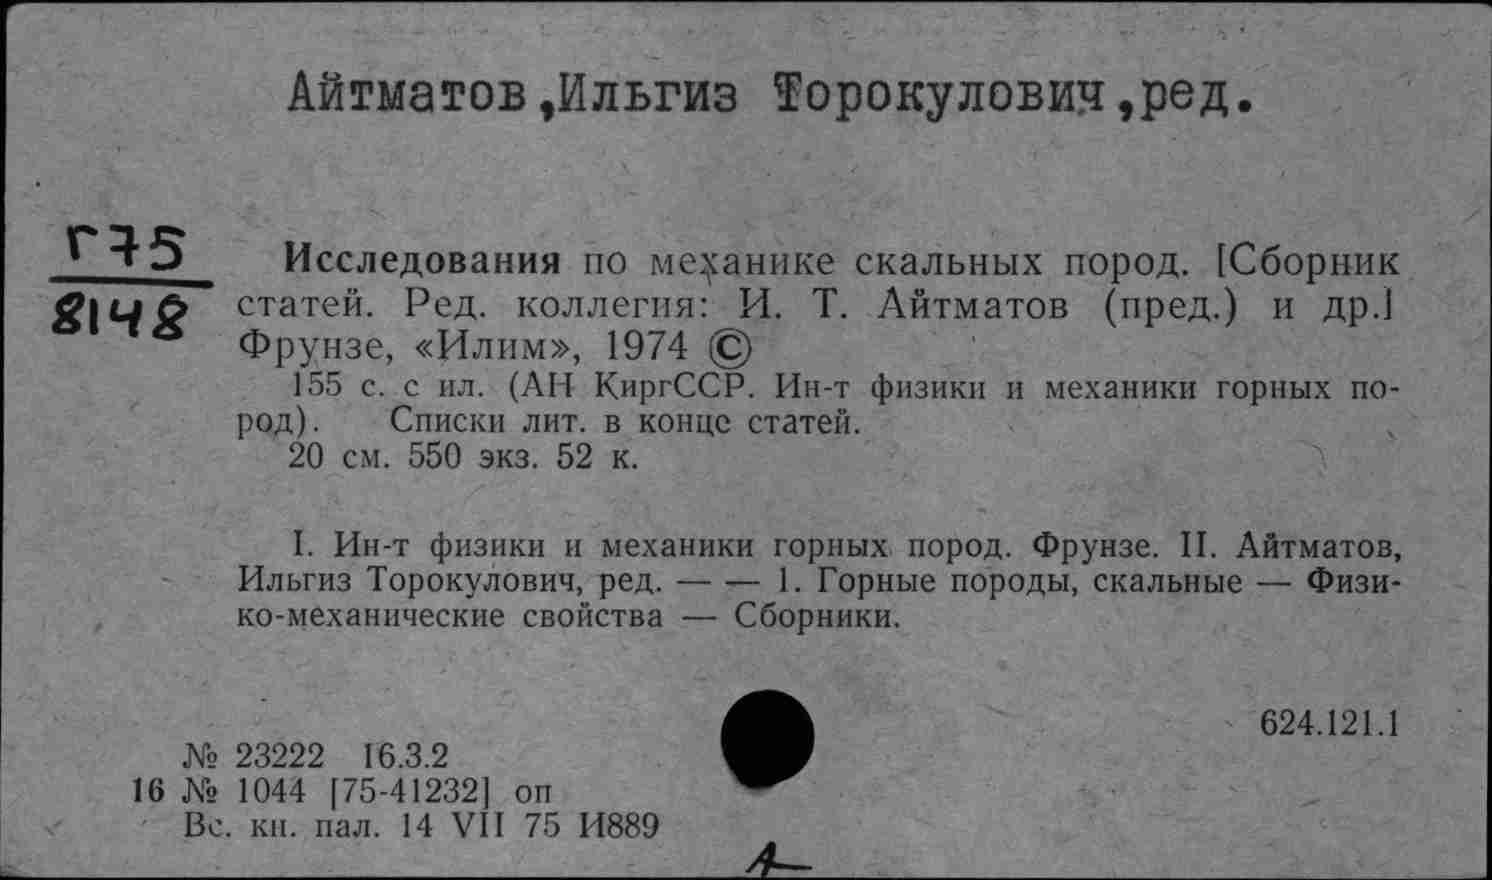 Айтматов,Ильгиз Торокулович,ред.
Г75
8148
Исследования по механике скальных пород. [Сборник
статей. Ред. коллегия: И. Т. Айтматов (пред.) и др.]
Фрунзе, «Илим», 1974 ©
155 с. с ил. (АН КиргССР. Ин-т физики и механики горных по-
род). Списки лит. в конце статей.
20 см. 550 экз. 52 к.
I. Ин-т физики и механики горных пород. Фрунзе. II. Айтматов,
Ильгиз Торокулович, ред. — — 1. Горные породы, скальные — Физи-
ко-механические свойства — Сборники.
624.121.1
№ 23222 16.3.2
16 № 1044 [75-41232] оп
Вс. кн. пал. 14 VII 75 И889